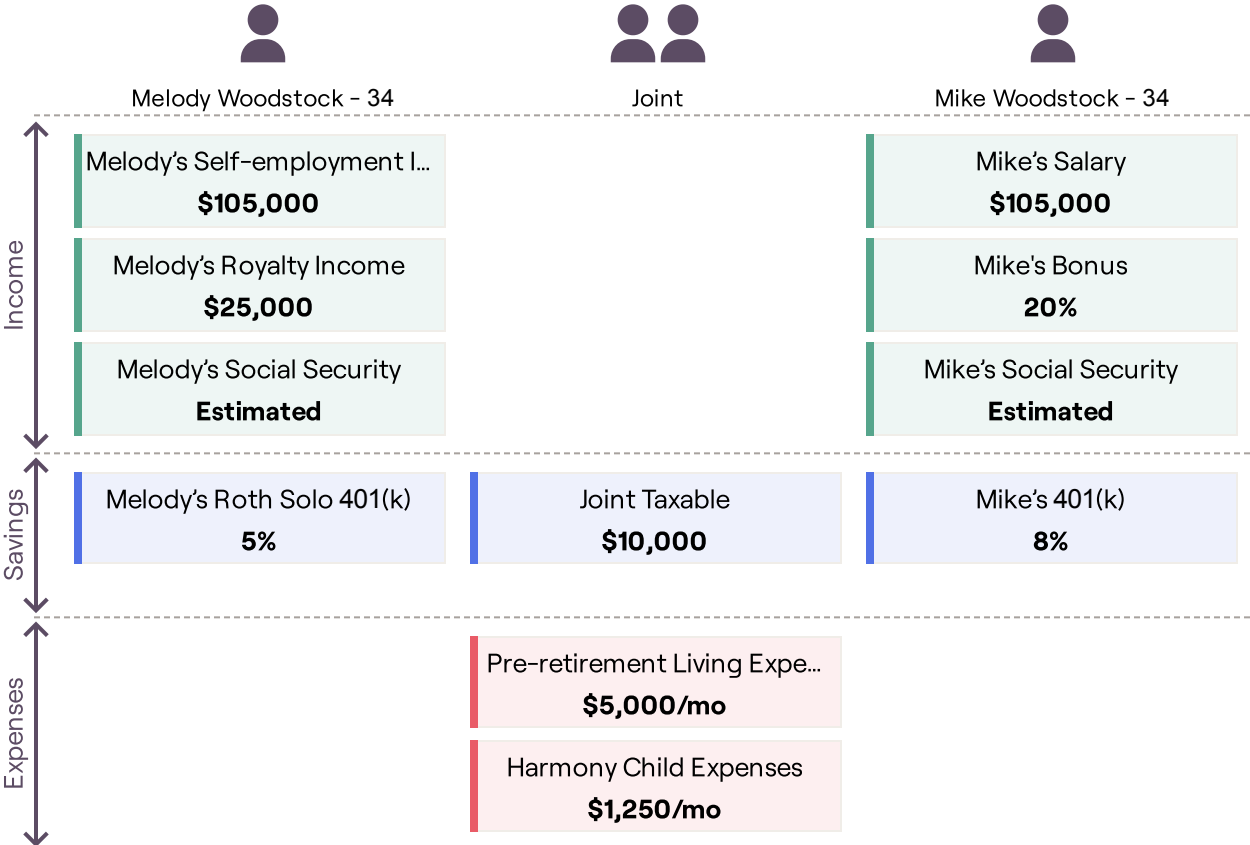 Melody Woodstock - 34
Joint
Mike Woodstock - 34
Income
Melody’s Self-employment I...
$105,000
Mike’s Salary
$105,000
Melody’s Royalty Income
$25,000
Mike's Bonus
20%
Melody’s Social Security
Estimated
Mike’s Social Security
Estimated
Savings
Melody’s Roth Solo 401(k)
5%
Joint Taxable
$10,000
Mike’s 401(k)
8%
Expenses
Pre-retirement Living Expe...
$5,000/mo
Harmony Child Expenses
$1,250/mo